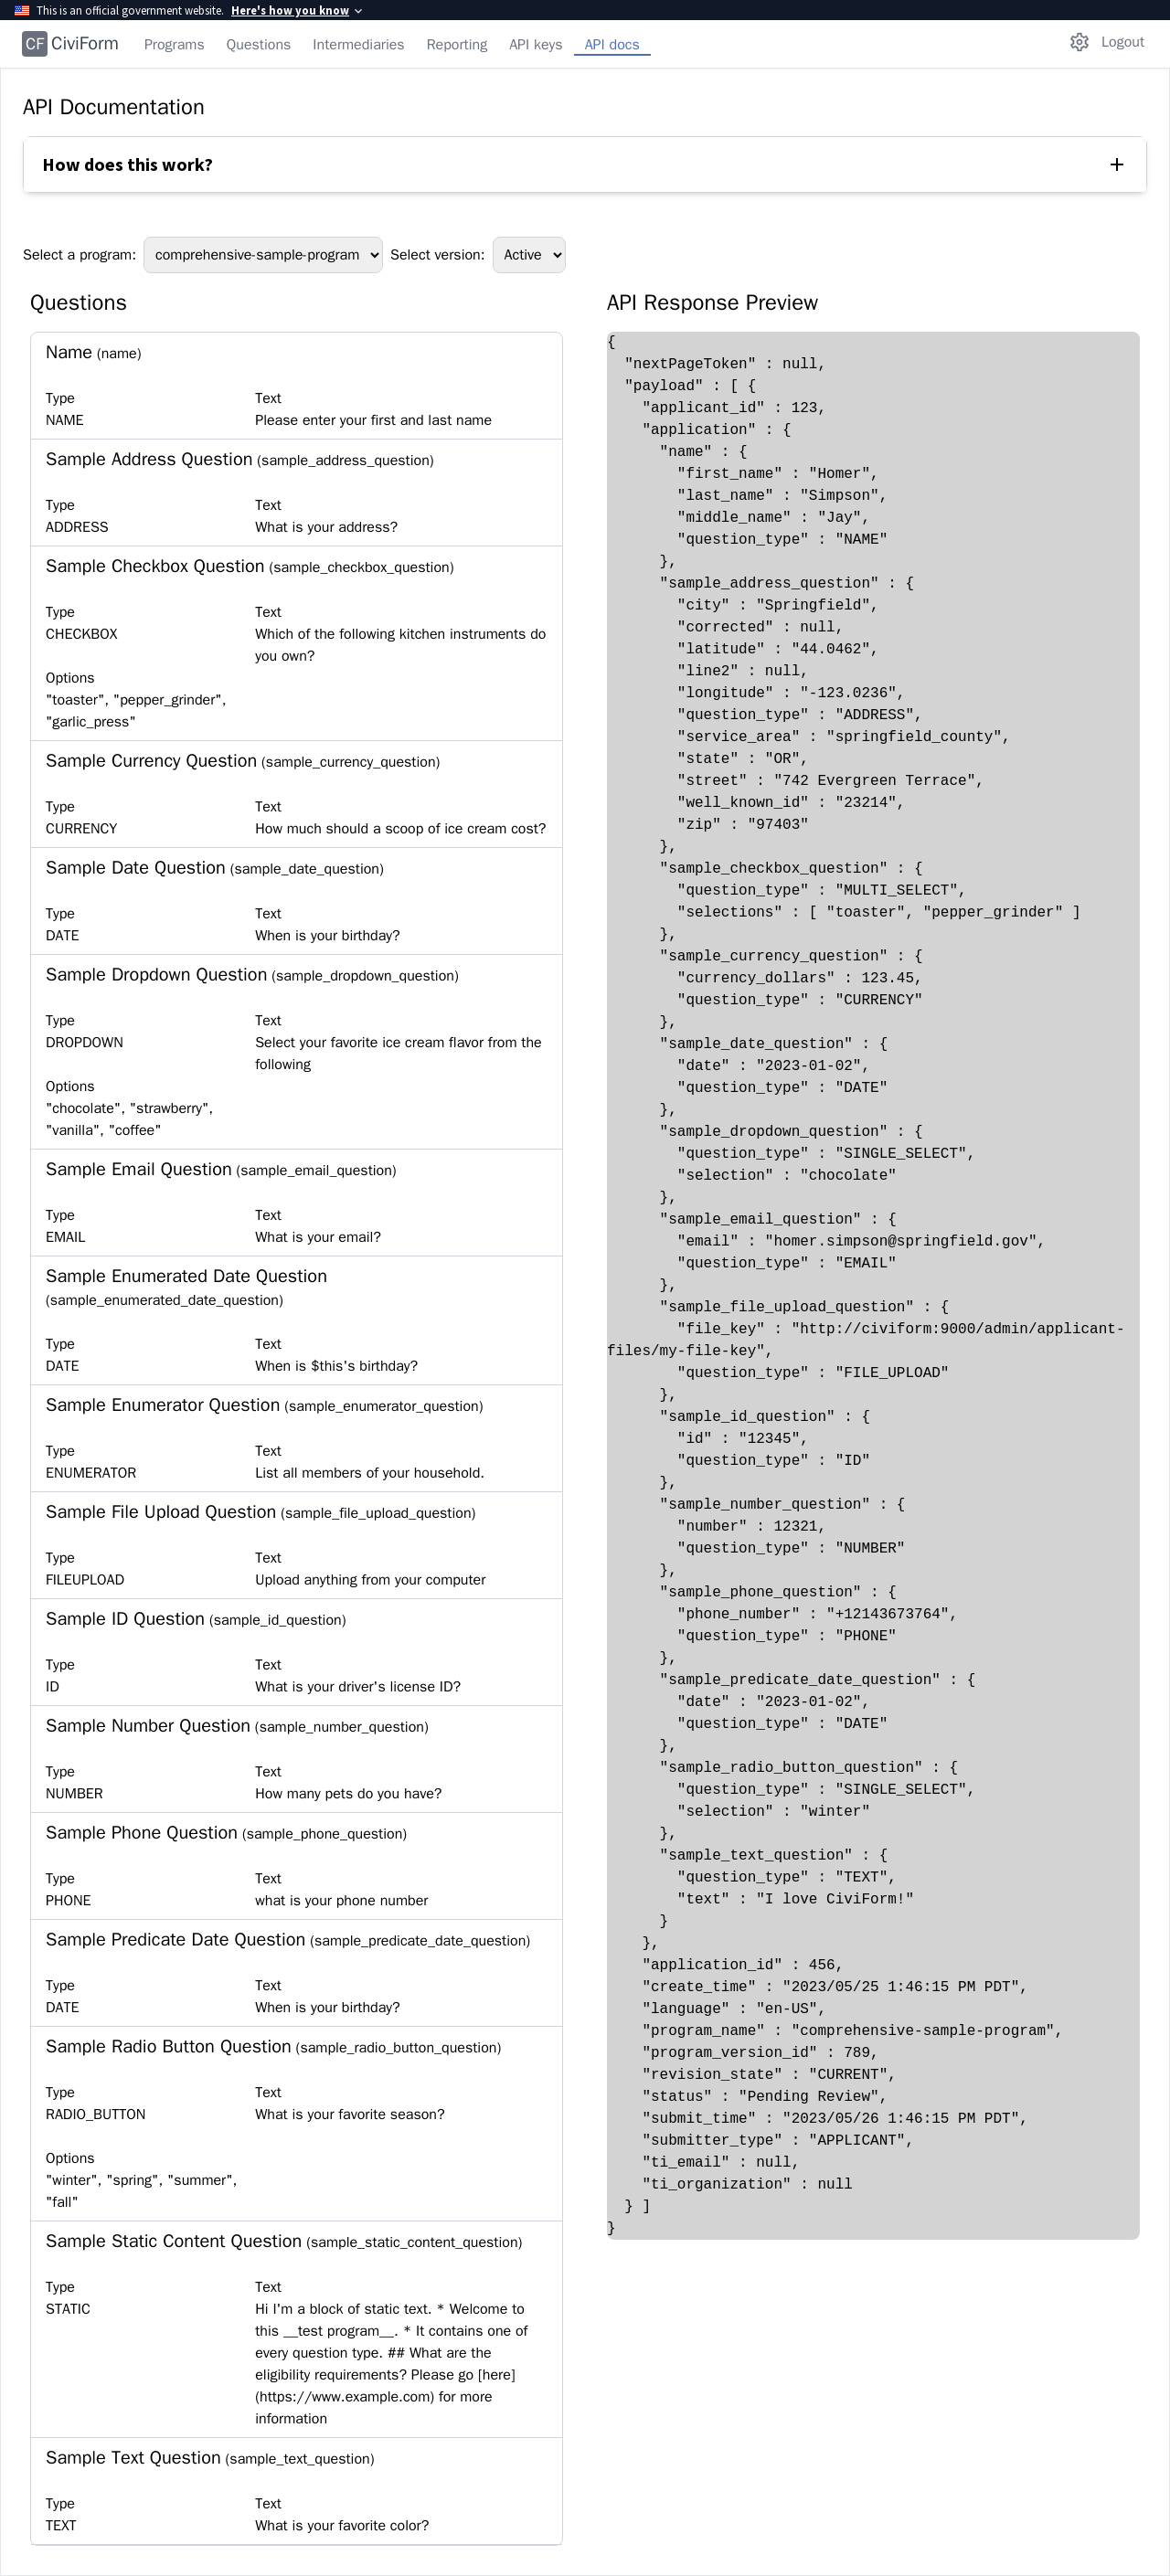 This is an official government website. Here's how you know
CF CiviForm Programs Questions Intermediaries Reporting API keys API docs Logout
API Documentation
How does this work?
Select a program: comprehensive-sample-program Select version: Active
Questions
Name (name)
Type Text
NAME Please enter your first and last name
Sample Address Question (sample_address_question)
Type Text
ADDRESS What is your address?
Sample Checkbox Question (sample_checkbox_question)
Type Text
CHECKBOX Which of the following kitchen instruments do
you own?
Options
"toaster", "pepper_grinder",
"garlic_press"
Sample Currency Question (sample_currency_question)
Type Text
CURRENCY How much should a scoop of ice cream cost?
Sample Date Question (sample_date_question)
Type Text
DATE When is your birthday?
Sample Dropdown Question (sample_dropdown_question)
Type Text
DROPDOWN Select your favorite ice cream flavor from the
following
Options
"chocolate", "strawberry",
"vanilla", "coffee"
Sample Email Question (sample_email_question)
Type Text
EMAIL What is your email?
Sample Enumerated Date Question
(sample_enumerated_date_question)
Type Text
DATE When is $this's birthday?
Sample Enumerator Question (sample_enumerator_question)
Type Text
ENUMERATOR List all members of your household.
Sample File Upload Question (sample_file_upload_question)
Type Text
FILEUPLOAD Upload anything from your computer
Sample ID Question (sample_id_question)
Type Text
ID What is your driver's license ID?
Sample Number Question (sample_number_question)
Type Text
NUMBER How many pets do you have?
Sample Phone Question (sample_phone_question)
Type Text
PHONE what is your phone number
Sample Predicate Date Question (sample_predicate_date_question)
Type Text
DATE When is your birthday?
Sample Radio Button Question (sample_radio_button_question)
Type Text
RADIO_BUTTON What is your favorite season?
Options
"winter", "spring", "summer",
"fall"
Sample Static Content Question (sample_static_content_question)
Type Text
STATIC Hi I'm a block of static text. * Welcome to
this __test program__. * It contains one of
every question type. ## What are the
eligibility requirements? Please go [here]
(https://www.example.com) for more
information
Sample Text Question (sample_text_question)
Type Text
TEXT What is your favorite color?
API Response Preview
{
"nextPageToken" : null,
"payload" : [ {
"applicant_id" : 123,
"application" : {
"name" : {
"first_name" : "Homer",
"last_name" : "Simpson",
"middle_name" : "Jay",
"question_type" : "NAME"
},
"sample_address_question" : {
"city" : "Springfield",
"corrected" : null,
"latitude" : "44.0462",
"line2" : null,
"longitude" : "-123.0236",
"question_type" : "ADDRESS",
"service_area" : "springfield_county",
"state" : "OR",
"street" : "742 Evergreen Terrace",
"well_known_id" : "23214",
"zip" : "97403"
},
"sample_checkbox_question" : {
"question_type" : "MULTI_SELECT",
"selections" : [ "toaster", "pepper_grinder" ]
},
"sample_currency_question" : {
"currency_dollars" : 123.45,
"question_type" : "CURRENCY"
},
"sample_date_question" : {
"date" : "2023-01-02",
"question_type" : "DATE"
},
"sample_dropdown_question" : {
"question_type" : "SINGLE_SELECT",
"selection" : "chocolate"
},
"sample_email_question" : {
"email" : "homer.simpson@springfield.gov",
"question_type" : "EMAIL"
},
"sample_file_upload_question" : {
"file_key" : "http://civiform:9000/admin/applicant-
files/my-file-key",
"question_type" : "FILE_UPLOAD"
},
"sample_id_question" : {
"id" : "12345",
"question_type" : "ID"
},
"sample_number_question" : {
"number" : 12321,
"question_type" : "NUMBER"
},
"sample_phone_question" : {
"phone_number" : "+12143673764",
"question_type" : "PHONE"
},
"sample_predicate_date_question" : {
"date" : "2023-01-02",
"question_type" : "DATE"
},
"sample_radio_button_question" : {
"question_type" : "SINGLE_SELECT",
"selection" : "winter"
},
"sample_text_question" : {
"question_type" : "TEXT",
"text" : "I love CiviForm!"
}
},
"application_id" : 456,
"create_time" : "2023/05/25 1:46:15 PM PDT",
"language" : "en-US",
"program_name" : "comprehensive-sample-program",
"program_version_id" : 789,
"revision_state" : "CURRENT",
"status" : "Pending Review",
"submit_time" : "2023/05/26 1:46:15 PM PDT",
"submitter_type" : "APPLICANT",
"ti_email" : null,
"ti_organization" : null
} ]
}